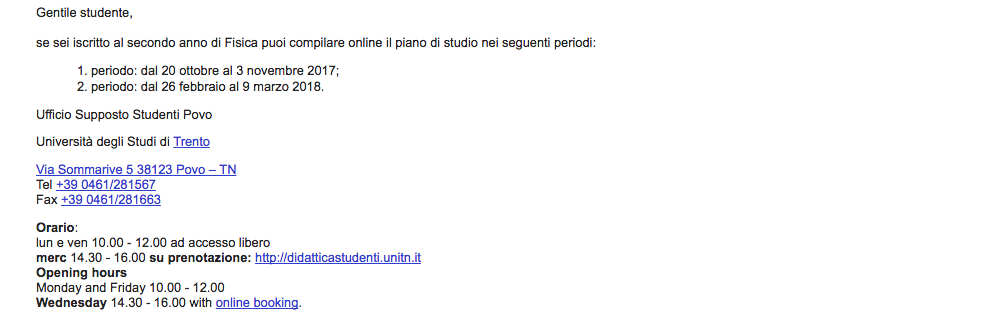 Gentile studente,
se sei iscritto al secondo anno di Fisica puoi compilare online il piano di studio nei seguenti periodi:
1. periodo: dal 20 ottobre al 3 novembre 2017;
2. periodo: dal 26 febbraio al 9 marzo 2018.
Ufficio Supposto Studenti Povo
Università degli Studi di Trento
Via Sommarive 5 38123 Povo – TN
Tel +39 0461/281567
Fax +39 0461/281663
Orario:
lun e ven 10.00 - 12.00 ad accesso libero
merc 14.30 - 16.00 su prenotazione: http://didatticastudenti.unitn.it
Opening hours
Monday and Friday 10.00 - 12.00
Wednesday 14.30 - 16.00 with online booking.